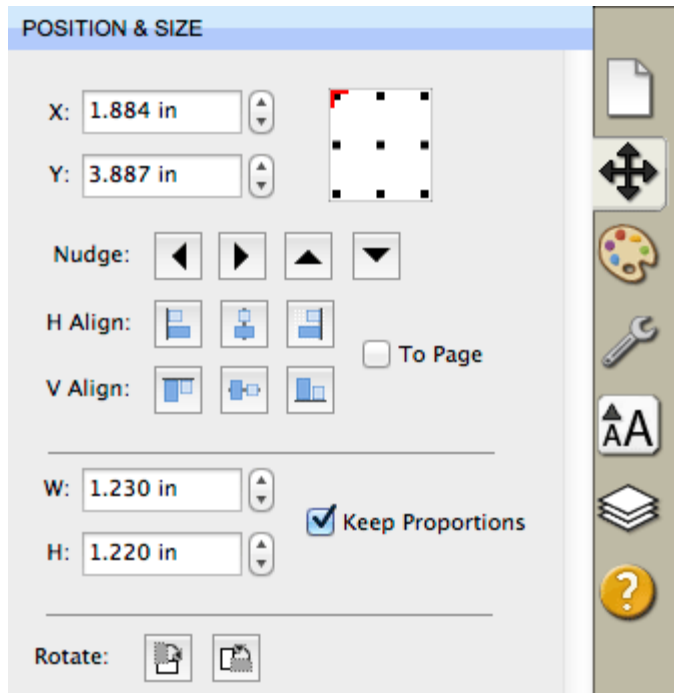 POSITION & SIZE
X: 1.884 in
Y: 3.887 in
Nudge:
H Align:
To Page
V Align:
W: 1.230 in
Keep Proportions
H: 1.220 in
AA
?
Rotate: